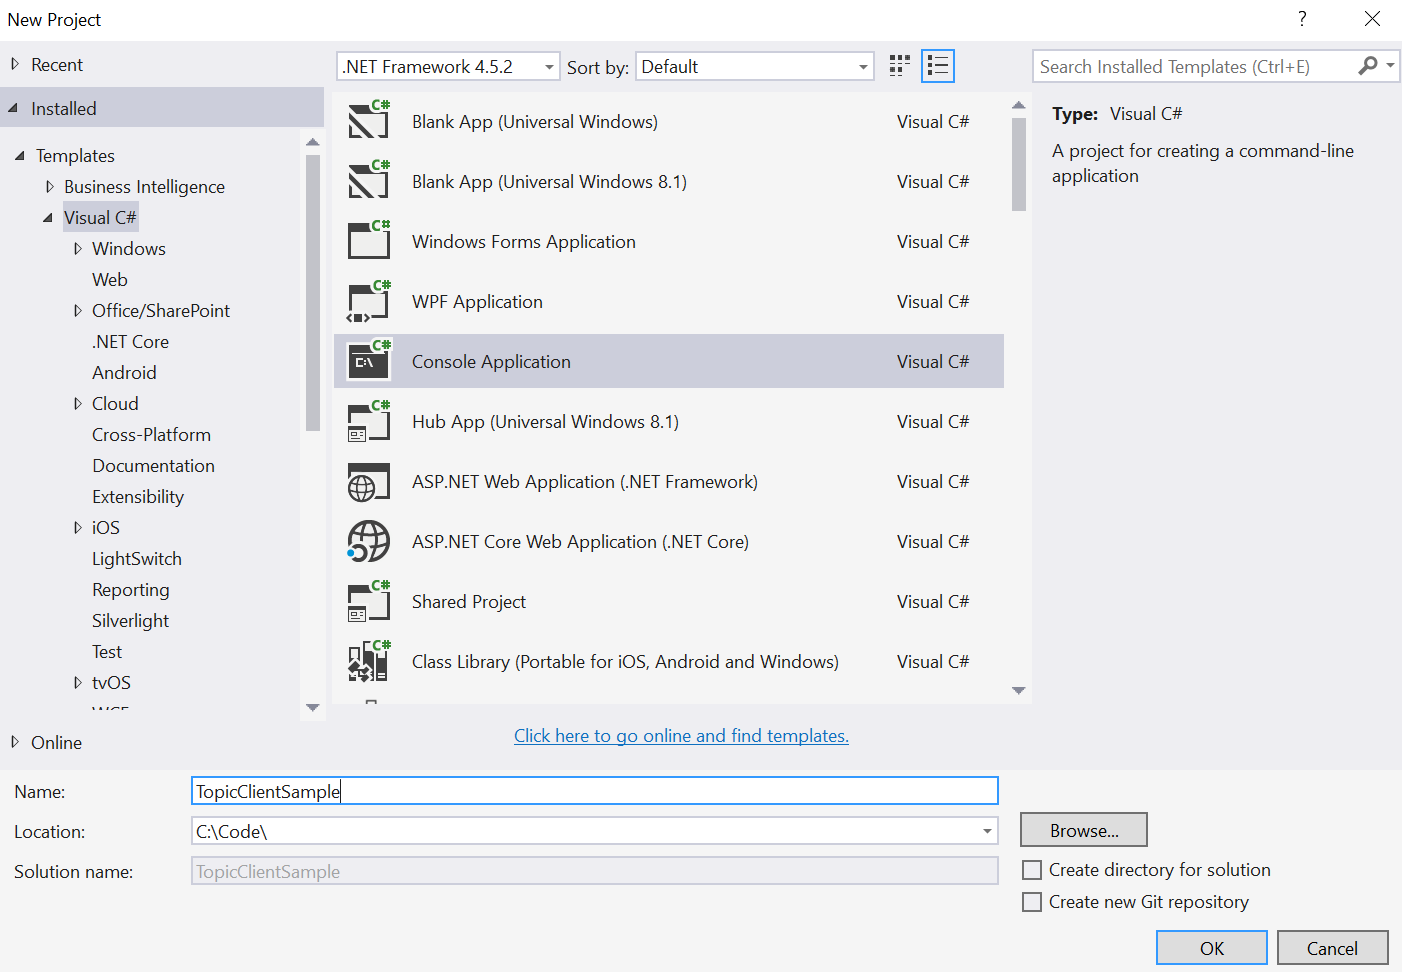 New Project
?
Recent
Installed
Templates
Business Intelligence
Visual C#
Windows
Web
Office/SharePoint
.NET Core
Android
Cloud
Cross-Platform
Documentation
Extensibility
iOS
LightSwitch
Reporting
Silverlight
Test
tvOS
WCF
Online
.NET Framework 4.5.2 Sort by: Default
C# Blank App (Universal Windows) Visual C#
C# Blank App (Universal Windows 8.1) Visual C#
C# Windows Forms Application Visual C#
C# WPF Application Visual C#
C# C:\ Console Application Visual C#
C# Hub App (Universal Windows 8.1) Visual C#
ASP.NET Web Application (.NET Framework) Visual C#
ASP.NET Core Web Application (.NET Core) Visual C#
C# Shared Project Visual C#
C# Class Library (Portable for iOS, Android and Windows) Visual C#
Click here to go online and find templates.
Search Installed Templates (Ctrl+E)
Type: Visual C#
A project for creating a command-line
application
Name: TopicClientSample
Location: C:\Code\
Browse...
Solution name: TopicClientSample
Create directory for solution
Create new Git repository
OK
Cancel